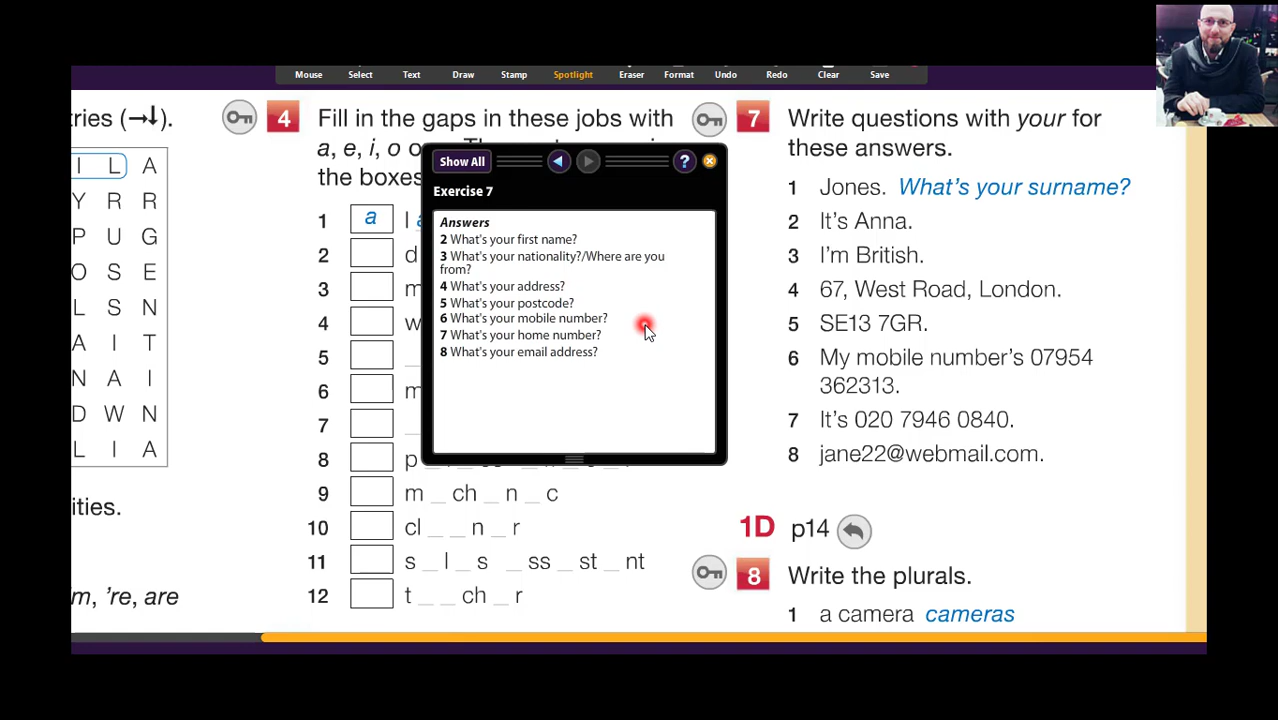 Mouse Select Text Draw Stamp Spotlight Eraser Format Undo Redo Clear Save
tries (→↓).
I L A
Y R R
P U G
O S E
L S N
A I T
N A I
D W N
L I A
ities.
m, 're, are
4 Fill in the gaps in these jobs with
a, e, i, o
the boxes
1 a l
2 d
3 m
4 w
5 _
6 m
7 _
8 p
9 m _ ch _ n _ c
10 cl _ _ n _ r
11 s _ l _ s _ ss _ st _ nt
12 t _ _ ch _ r
Show All
Exercise 7
Answers
2 What's your first name?
3 What's your nationality?/Where are you
from?
4 What's your address?
5 What's your postcode?
6 What's your mobile number?
7 What's your home number?
8 What's your email address?
7 Write questions with your for
these answers.
1 Jones. What's your surname?
2 It's Anna.
3 I'm British.
4 67, West Road, London.
5 SE13 7GR.
6 My mobile number's 07954
362313.
7 It's 020 7946 0840.
8 jane22@webmail.com.
1D p14
8 Write the plurals.
1 a camera cameras